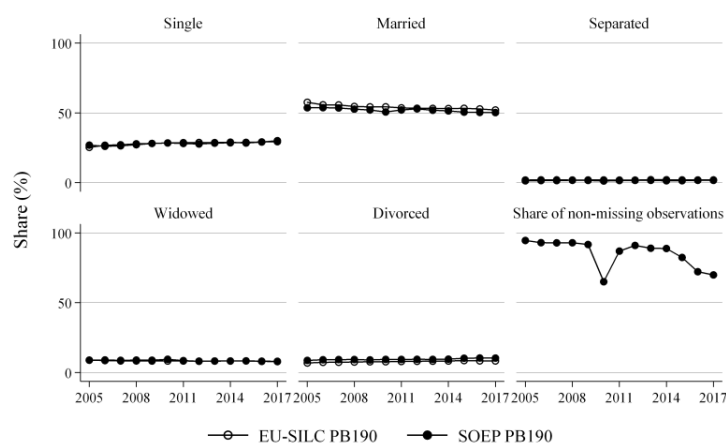 Single Married Separated
100
50
0
Share (%)
Widowed Divorced Share of non-missing observations
100
50
0
2005 2008 2011 2014 2017 2005 2008 2011 2014 2017 2005 2008 2011 2014 2017
EU-SILC PB190 SOEP PB190